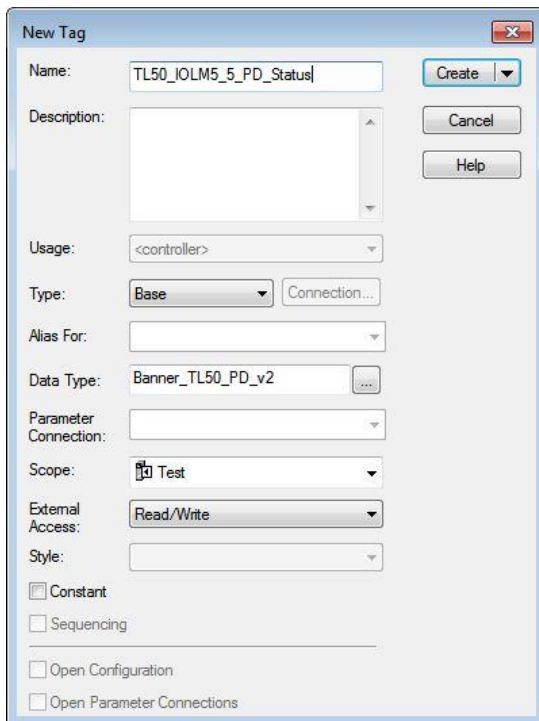 New Tag
Name: TL50_IOLM5_5_PD_Status Create
Description: Cancel
Help
Usage: <controller>
Type: Base Connection...
Alias For:
Data Type: Banner_TL50_PD_v2 ...
Parameter
Connection:
Scope: Test
External
Access: Read/Write
Style:
Constant
Sequencing
Open Configuration
Open Parameter Connections